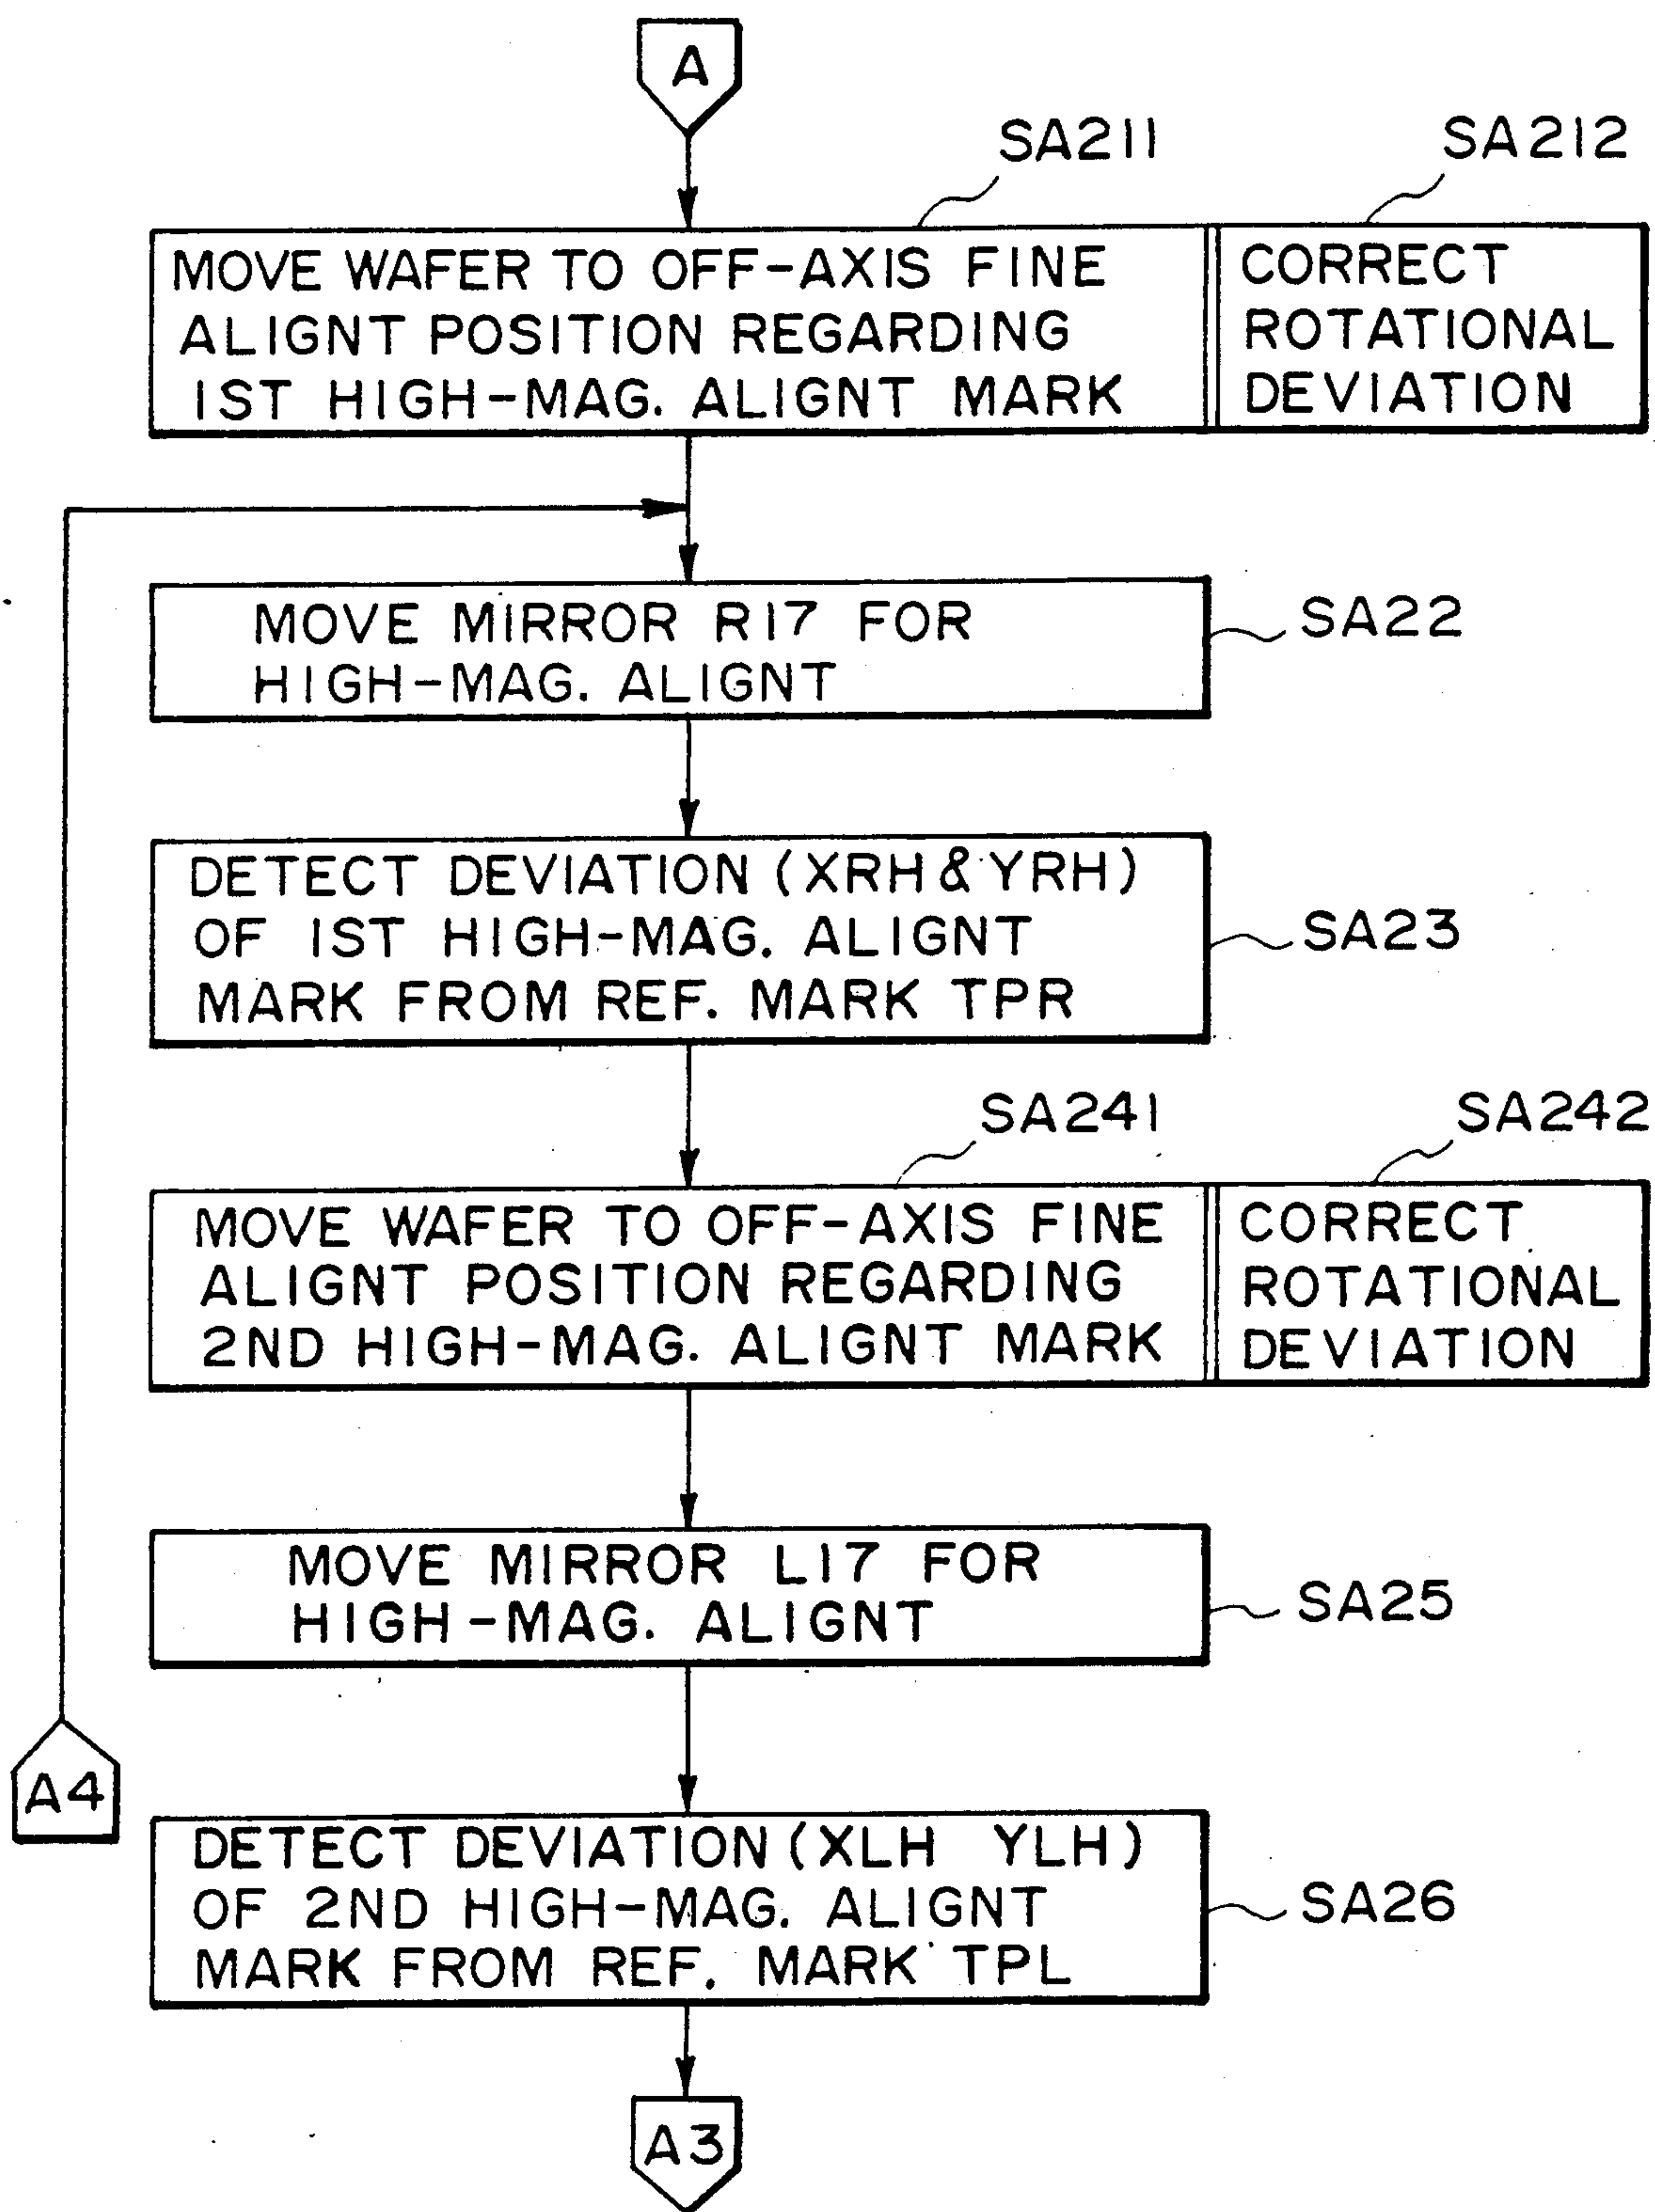 A
SA211
SA212
MOVE WAFER TO OFF-AXIS FINE
ALIGNT POSITION REGARDING
1ST HIGH-MAG. ALIGNT MARK
CORRECT
ROTATIONAL
DEVIATION
MOVE MIRROR R17 FOR
HIGH-MAG. ALIGNT
SA22
DETECT DEVIATION (XRH & YRH)
OF 1ST HIGH-MAG. ALIGNT
MARK FROM REF. MARK TPR
SA23
SA241
SA242
MOVE WAFER TO OFF-AXIS FINE
ALIGNT POSITION REGARDING
2ND HIGH-MAG. ALIGNT MARK
CORRECT
ROTATIONAL
DEVIATION
MOVE MIRROR L17 FOR
HIGH-MAG. ALIGNT
SA25
A4
DETECT DEVIATION (XLH YLH)
OF 2ND HIGH-MAG. ALIGNT
MARK FROM REF. MARK TPL
SA26
A3